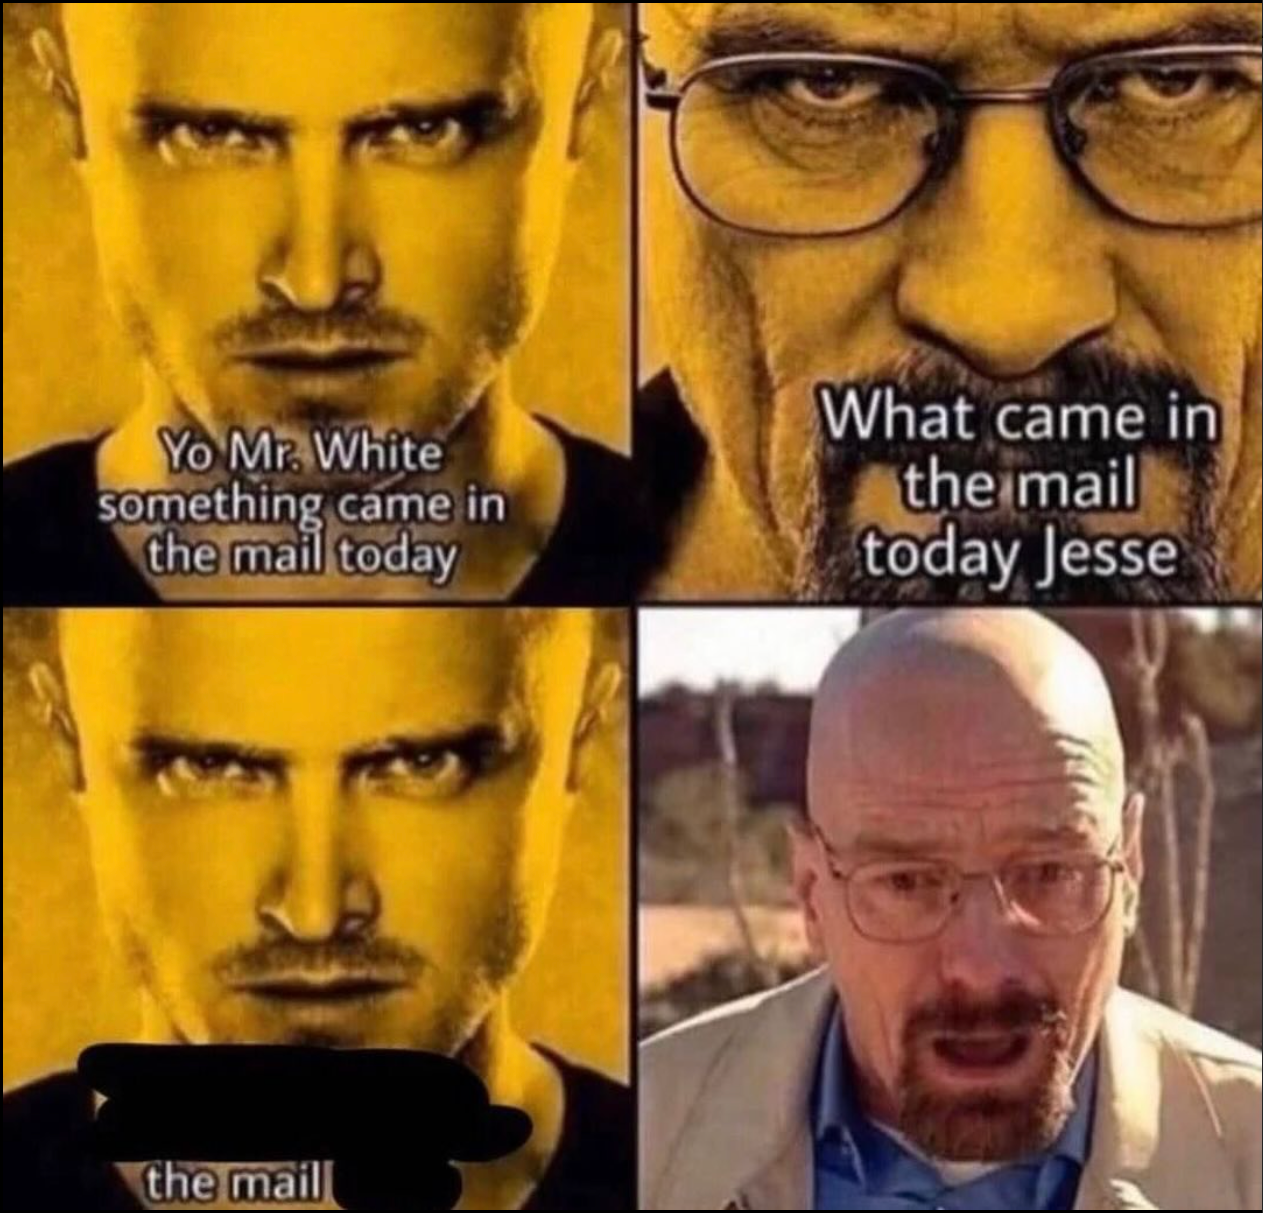 Yo Mr. White
something came in
the mail today
What came in
the mail
today Jesse
the mail